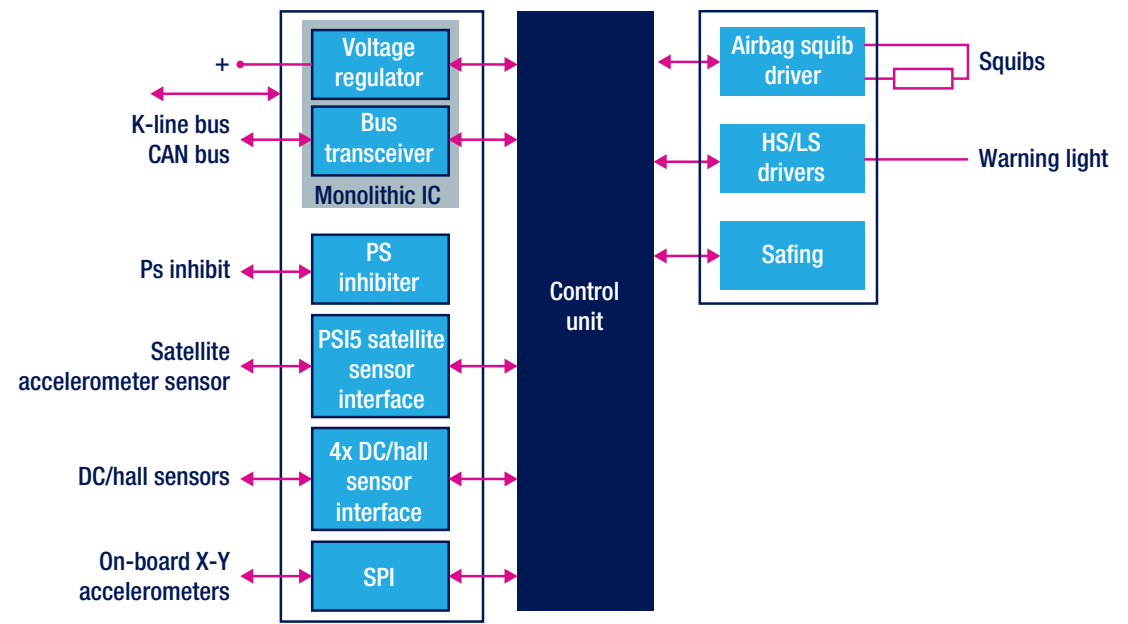 Voltage
regulator
+
K-line bus
CAN bus
Bus
transceiver
Monolithic IC
Ps inhibit
PS
inhibiter
Satellite
accelerometer sensor
PSI5 satellite
sensor
interface
DC/hall sensors
4x DC/hall
sensor
interface
On-board X-Y
accelerometers
SPI
Control
unit
Airbag squib
driver
Squibs
HS/LS
drivers
Warning light
Safing